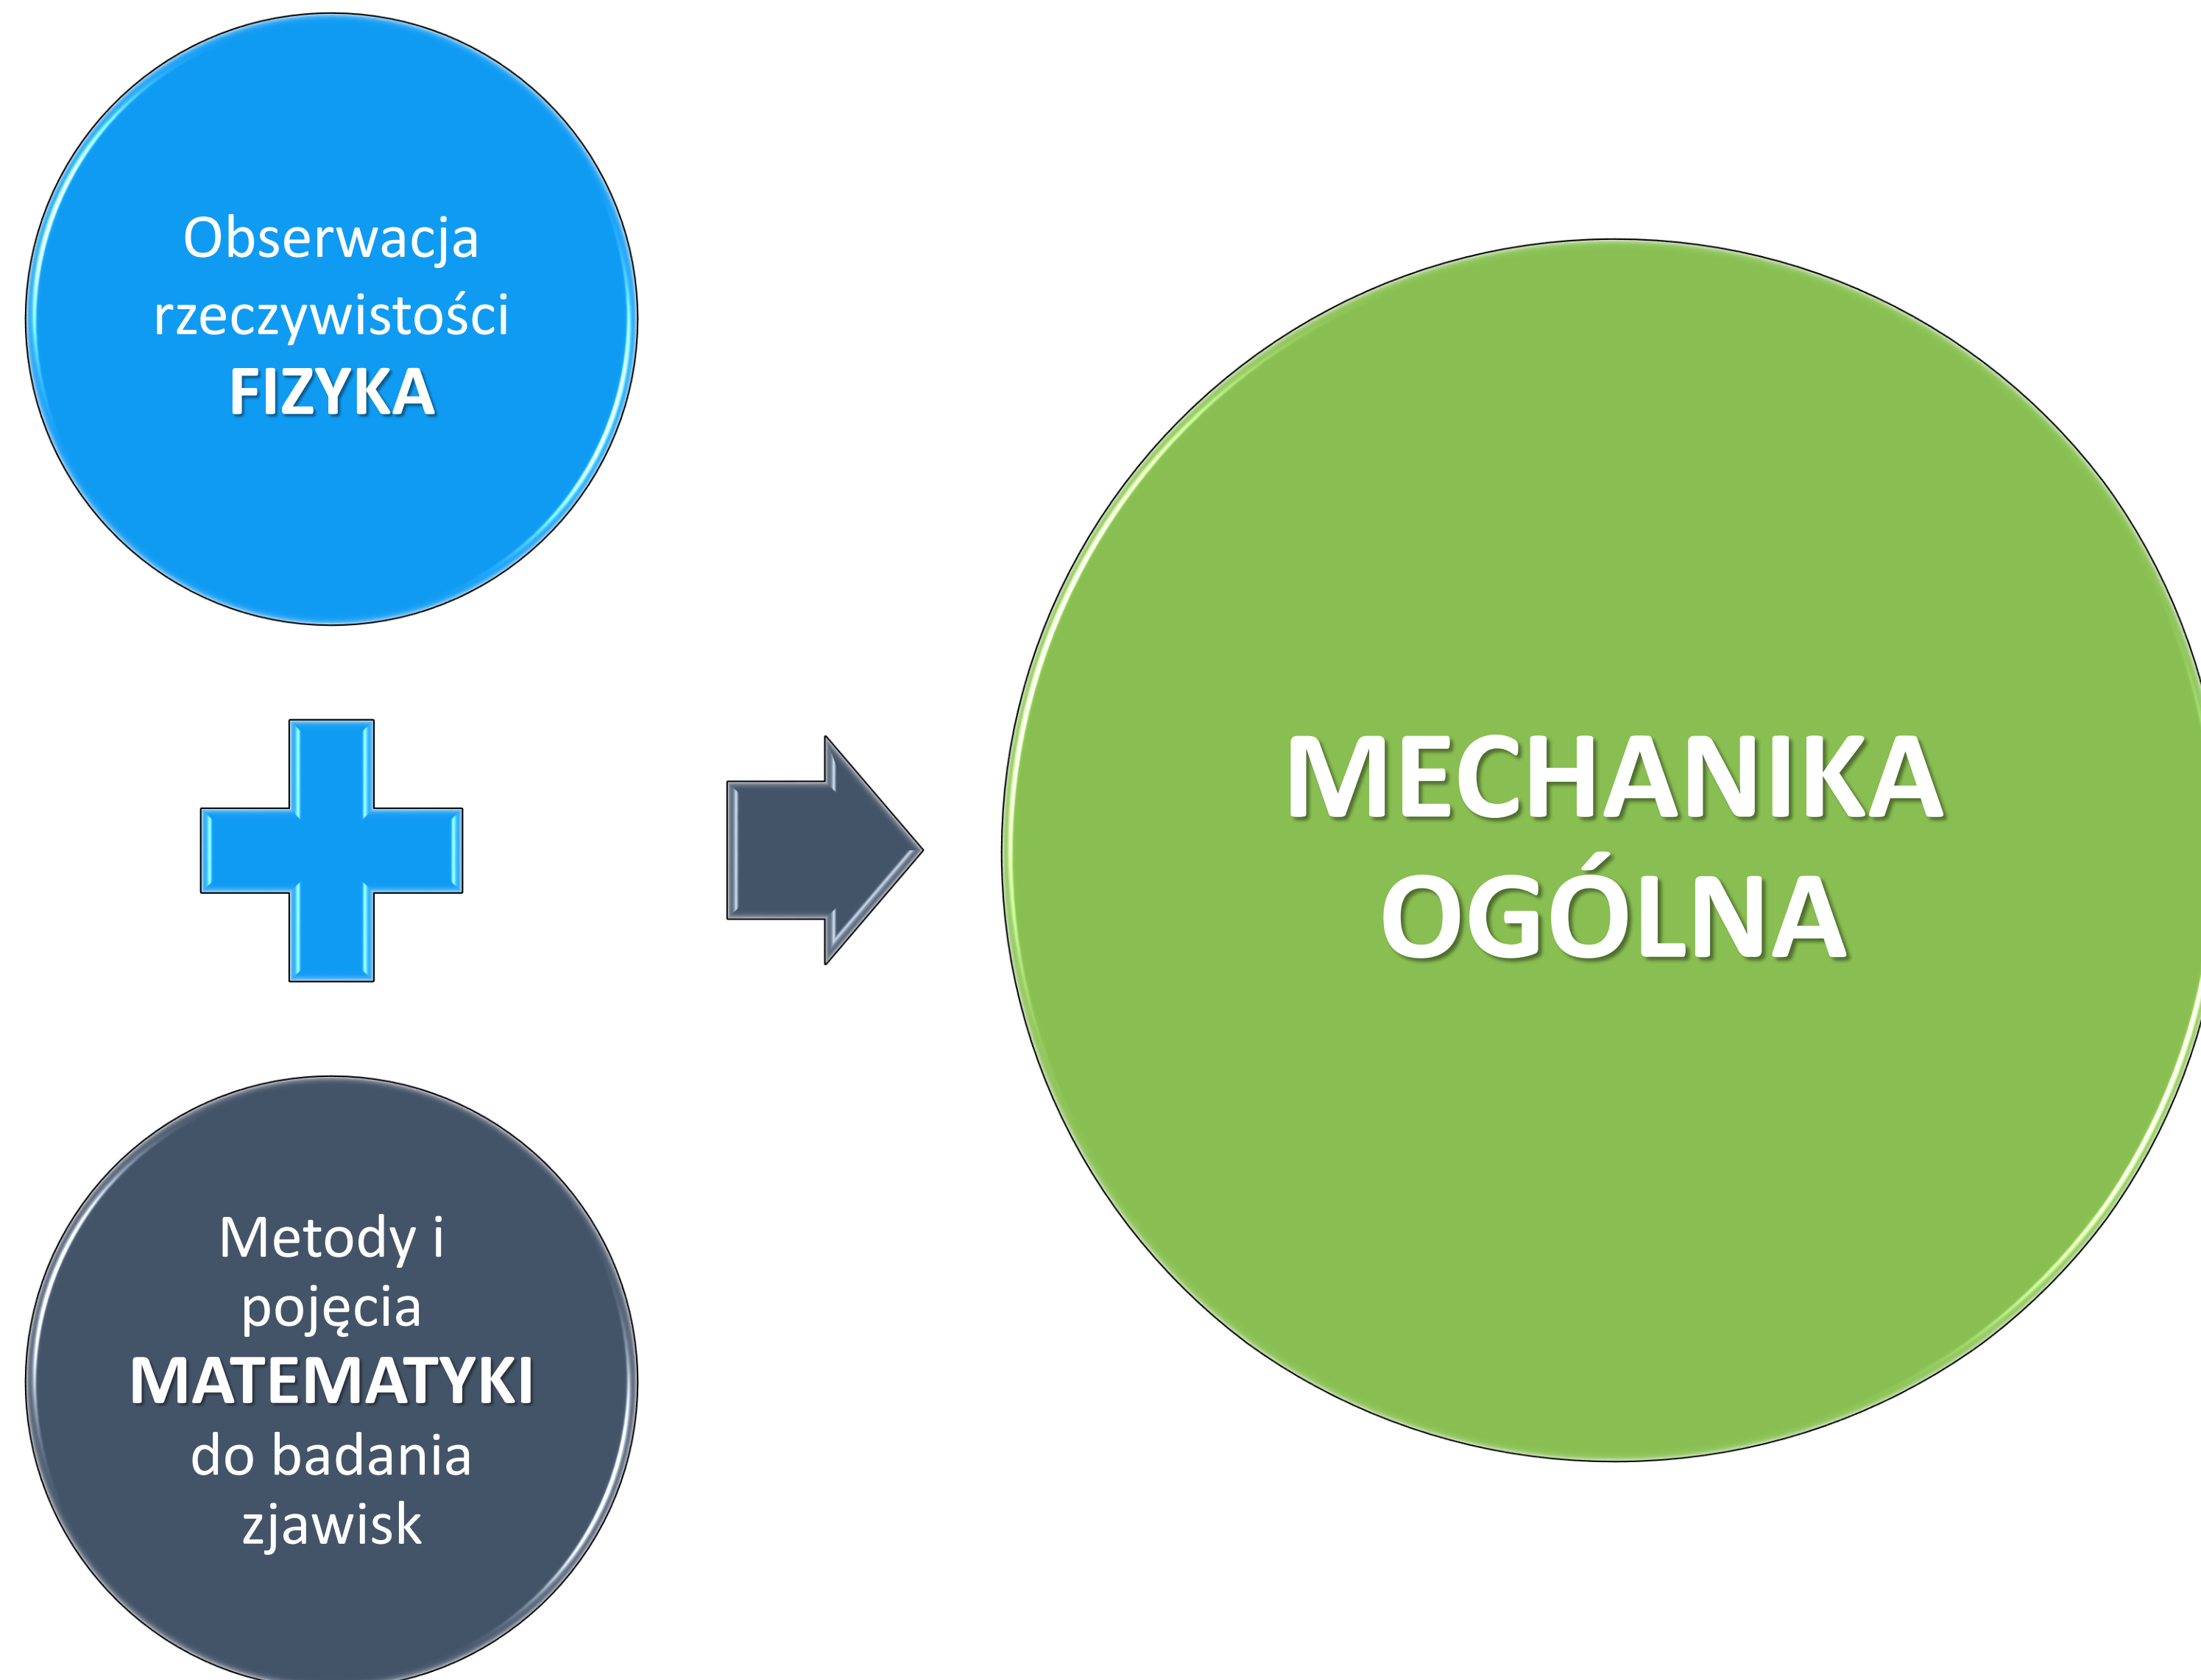 Obserwacja
rzeczywistości
FIZYKA
Metody i
pojęcia
MATEMATYKI
do badania
zjawisk
MECHANIKA
OGÓLNA